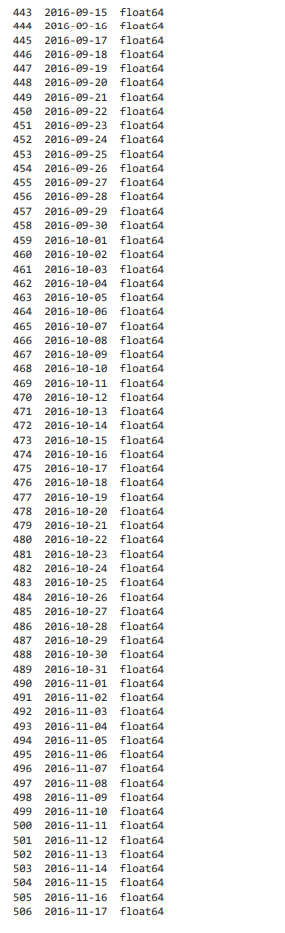 443 2016-09-15 float64
444 2016-09-16 float64
445 2016-09-17 float64
446 2016-09-18 float64
447 2016-09-19 float64
448 2016-09-20 float64
449 2016-09-21 float64
450 2016-09-22 float64
451 2016-09-23 float64
452 2016-09-24 float64
453 2016-09-25 float64
454 2016-09-26 float64
455 2016-09-27 float64
456 2016-09-28 float64
457 2016-09-29 float64
458 2016-09-30 float64
459 2016-10-01 float64
460 2016-10-02 float64
461 2016-10-03 float64
462 2016-10-04 float64
463 2016-10-05 float64
464 2016-10-06 float64
465 2016-10-07 float64
466 2016-10-08 float64
467 2016-10-09 float64
468 2016-10-10 float64
469 2016-10-11 float64
470 2016-10-12 float64
471 2016-10-13 float64
472 2016-10-14 float64
473 2016-10-15 float64
474 2016-10-16 float64
475 2016-10-17 float64
476 2016-10-18 float64
477 2016-10-19 float64
478 2016-10-20 float64
479 2016-10-21 float64
480 2016-10-22 float64
481 2016-10-23 float64
482 2016-10-24 float64
483 2016-10-25 float64
484 2016-10-26 float64
485 2016-10-27 float64
486 2016-10-28 float64
487 2016-10-29 float64
488 2016-10-30 float64
489 2016-10-31 float64
490 2016-11-01 float64
491 2016-11-02 float64
492 2016-11-03 float64
493 2016-11-04 float64
494 2016-11-05 float64
495 2016-11-06 float64
496 2016-11-07 float64
497 2016-11-08 float64
498 2016-11-09 float64
499 2016-11-10 float64
500 2016-11-11 float64
501 2016-11-12 float64
502 2016-11-13 float64
503 2016-11-14 float64
504 2016-11-15 float64
505 2016-11-16 float64
506 2016-11-17 float64